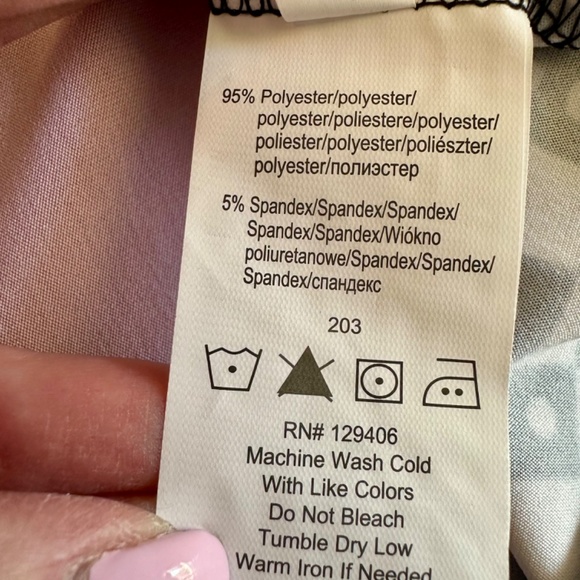 95% Polyester/polyester/
polyester/poliestere/polyester/
poliester/polyester/poliészter/
polyester/полиэстер
5% Spandex/Spandex/Spandex/
Spandex/Spandex/Wiókno
poliuretanowe/Spandex/Spandex/
Spandex/спандекс
203
RN# 129406
Machine Wash Cold
With Like Colors
Do Not Bleach
Tumble Dry Low
Warm Iron If Needed